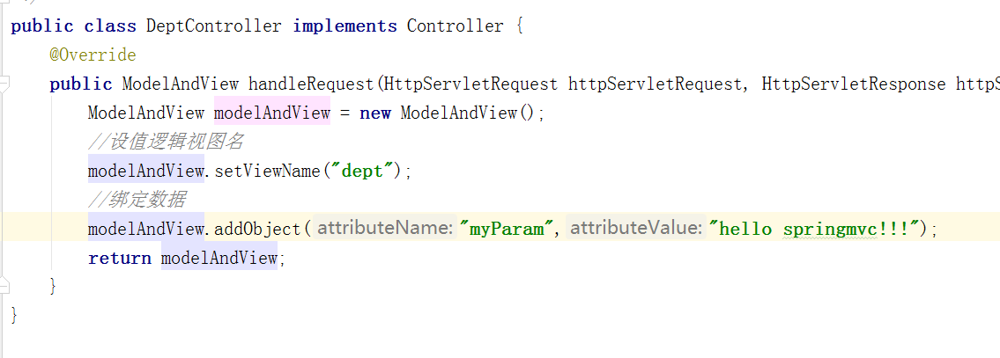 public class DeptController implements Controller {
@Override
public ModelAndView handleRequest(HttpServletRequest httpServletRequest, HttpServletResponse httpS
ModelAndView modelAndView = new ModelAndView();
//设值逻辑视图名
modelAndView.setViewName("dept");
//绑定数据
modelAndView.addObject( attributeName: "myParam", attributeValue: "hello springmvc!!!");
return modelAndView;
}
}